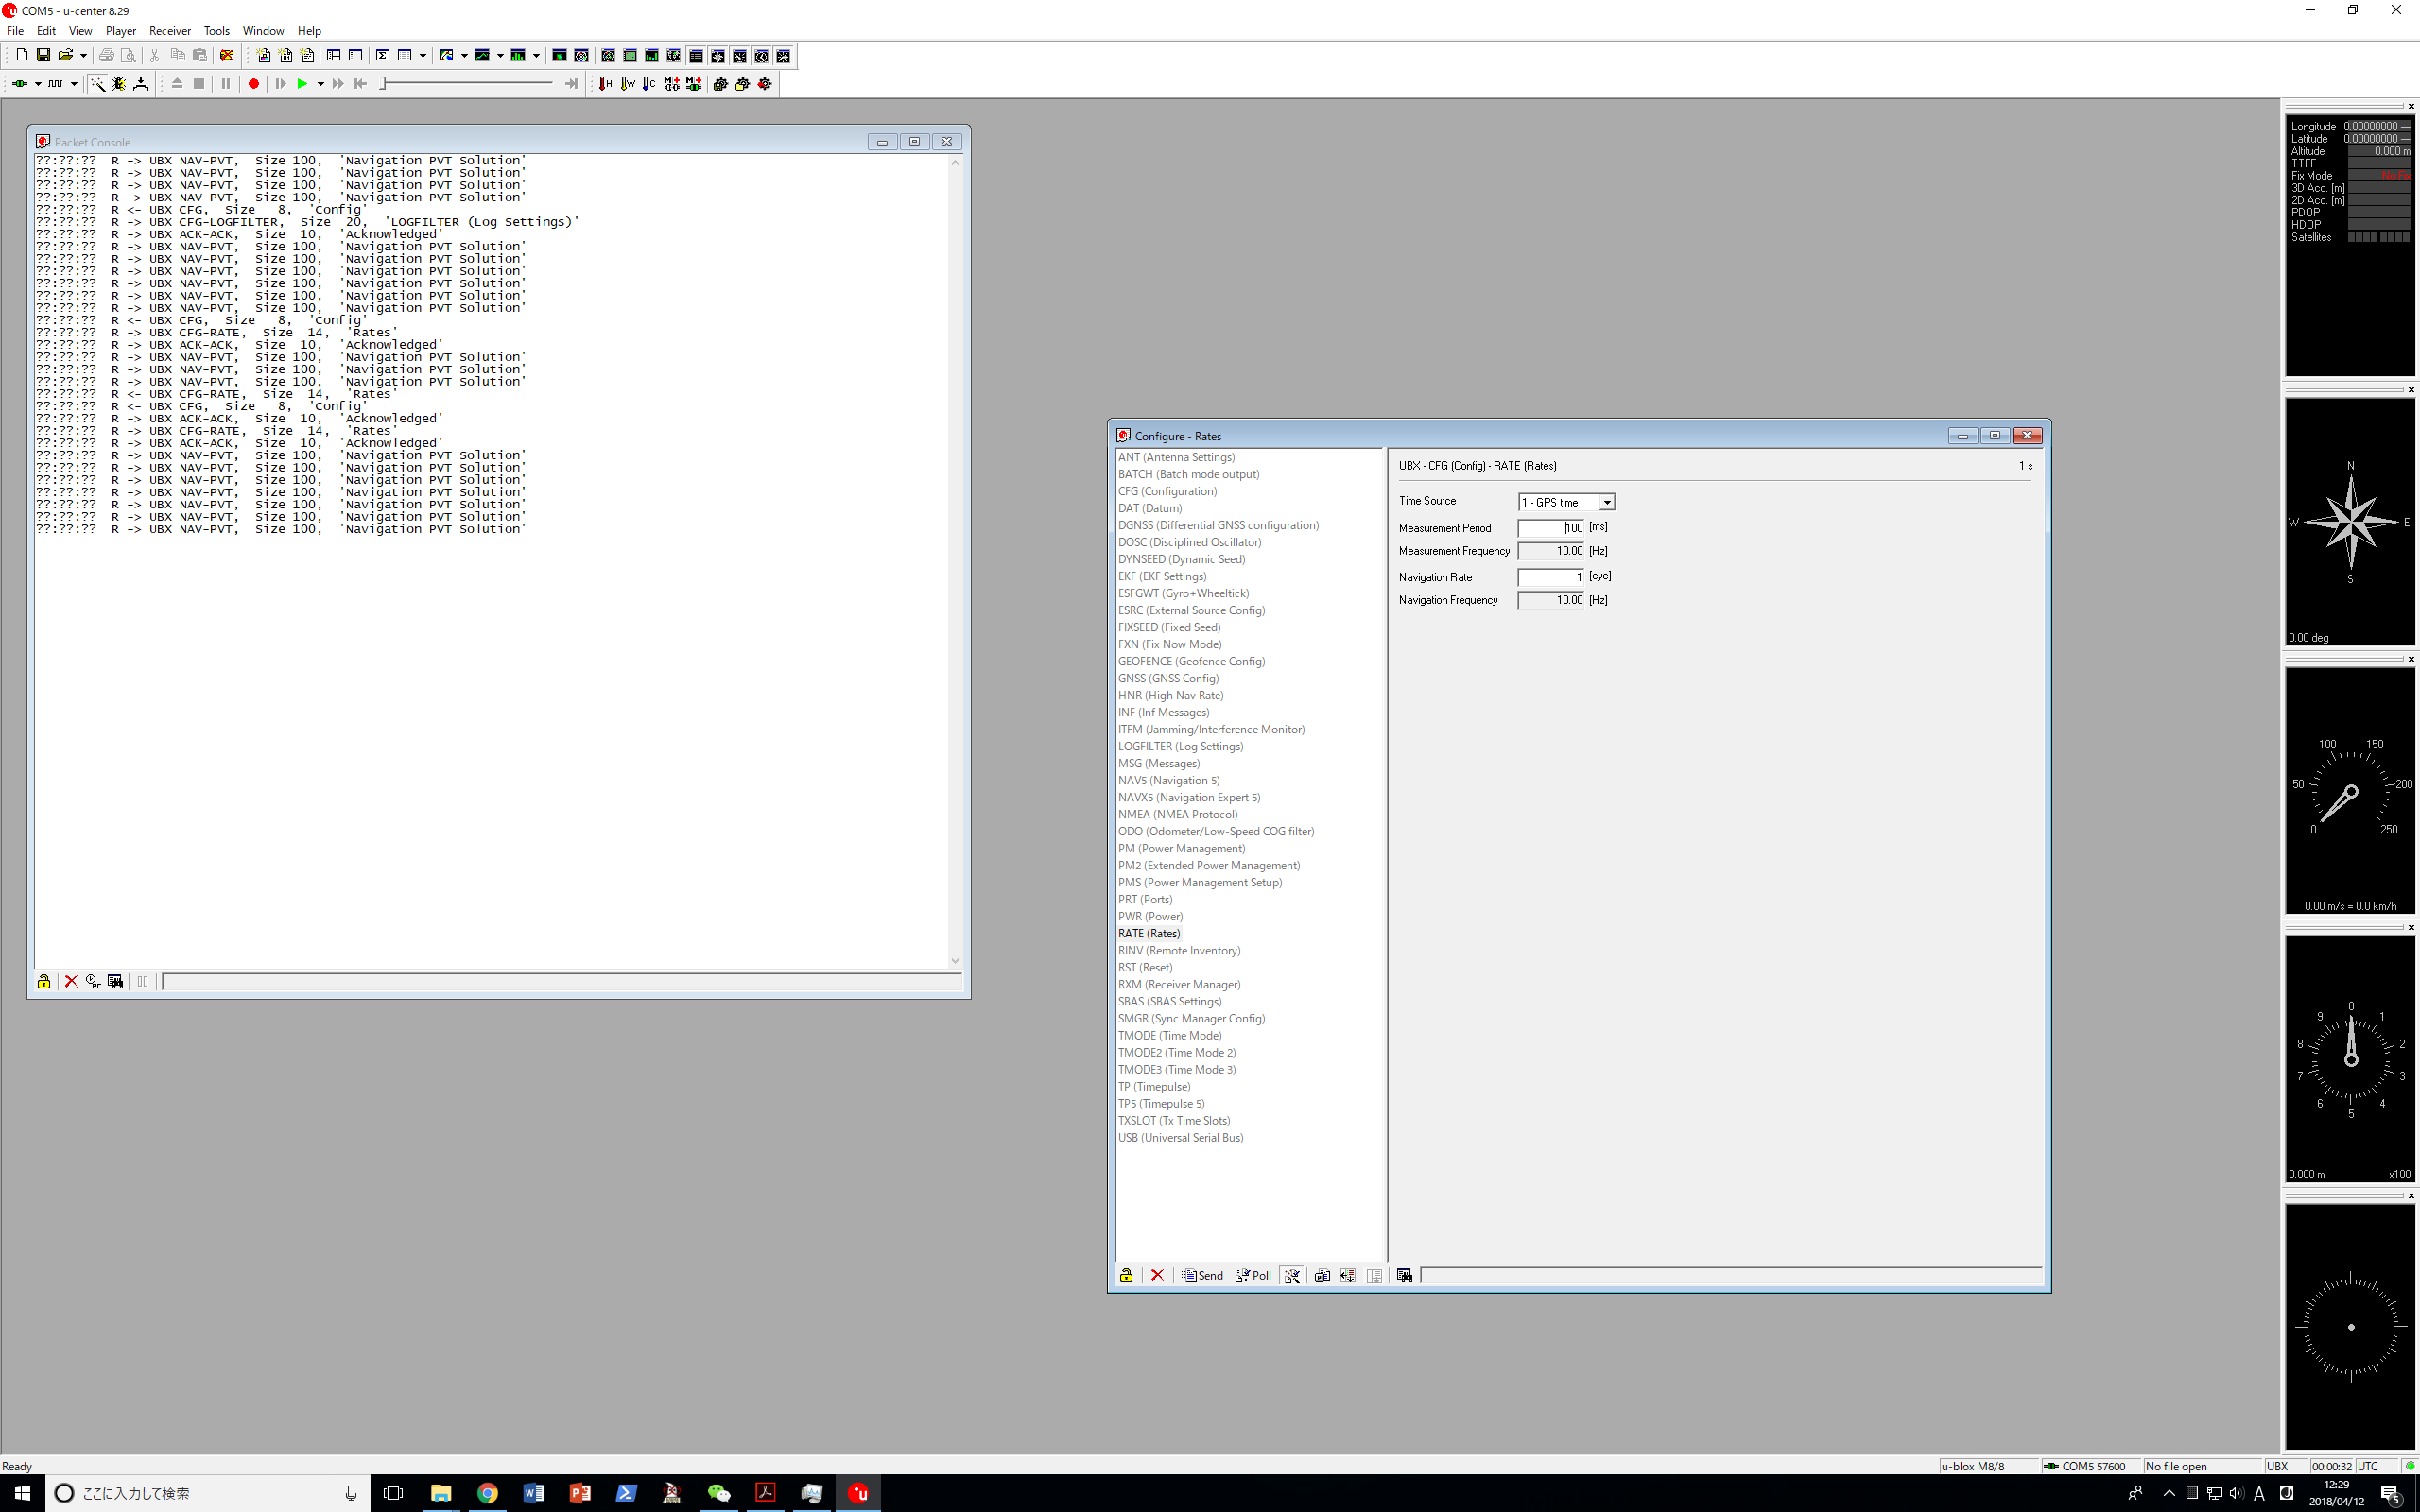 COM5 - u-center 8.29
File Edit View Player Receiver Tools Window Help
Packet Console
??:??:?? R -> UBX NAV-PVT, Size 100, 'Navigation PVT Solution'
??:??:?? R -> UBX NAV-PVT, Size 100, 'Navigation PVT Solution'
??:??:?? R -> UBX NAV-PVT, Size 100, 'Navigation PVT Solution'
??:??:?? R -> UBX NAV-PVT, Size 100, 'Navigation PVT Solution'
??:??:?? R <- UBX CFG, Size 8, 'Config'
??:??:?? R -> UBX CFG-LOGFILTER, Size 20, 'LOGFILTER (Log Settings)'
??:??:?? R -> UBX ACK-ACK, Size 10, 'Acknowledged'
??:??:?? R -> UBX NAV-PVT, Size 100, 'Navigation PVT Solution'
??:??:?? R -> UBX NAV-PVT, Size 100, 'Navigation PVT Solution'
??:??:?? R -> UBX NAV-PVT, Size 100, 'Navigation PVT Solution'
??:??:?? R -> UBX NAV-PVT, Size 100, 'Navigation PVT Solution'
??:??:?? R -> UBX NAV-PVT, Size 100, 'Navigation PVT Solution'
??:??:?? R -> UBX NAV-PVT, Size 100, 'Navigation PVT Solution'
??:??:?? R <- UBX CFG, Size 8, 'Config'
??:??:?? R -> UBX CFG-RATE, Size 14, 'Rates'
??:??:?? R -> UBX ACK-ACK, Size 10, 'Acknowledged'
??:??:?? R -> UBX NAV-PVT, Size 100, 'Navigation PVT Solution'
??:??:?? R -> UBX NAV-PVT, Size 100, 'Navigation PVT Solution'
??:??:?? R -> UBX NAV-PVT, Size 100, 'Navigation PVT Solution'
??:??:?? R <- UBX CFG-RATE, Size 14, 'Rates'
??:??:?? R <- UBX CFG, Size 8, 'Config'
??:??:?? R -> UBX ACK-ACK, Size 10, 'Acknowledged'
??:??:?? R -> UBX CFG-RATE, Size 14, 'Rates'
??:??:?? R -> UBX ACK-ACK, Size 10, 'Acknowledged'
??:??:?? R -> UBX NAV-PVT, Size 100, 'Navigation PVT Solution'
??:??:?? R -> UBX NAV-PVT, Size 100, 'Navigation PVT Solution'
??:??:?? R -> UBX NAV-PVT, Size 100, 'Navigation PVT Solution'
??:??:?? R -> UBX NAV-PVT, Size 100, 'Navigation PVT Solution'
??:??:?? R -> UBX NAV-PVT, Size 100, 'Navigation PVT Solution'
??:??:?? R -> UBX NAV-PVT, Size 100, 'Navigation PVT Solution'
??:??:?? R -> UBX NAV-PVT, Size 100, 'Navigation PVT Solution'
Configure - Rates
ANT (Antenna Settings)
BATCH (Batch mode output)
CFG (Configuration)
DAT (Datum)
DGNSS (Differential GNSS configuration)
DOSC (Disciplined Oscillator)
DYNSEED (Dynamic Seed)
EKF (EKF Settings)
ESFGWT (Gyro+Wheeltick)
ESRC (External Source Config)
FIXSEED (Fixed Seed)
FXN (Fix Now Mode)
GEOFENCE (Geofence Config)
GNSS (GNSS Config)
HNR (High Nav Rate)
INF (Inf Messages)
ITFM (Jamming/Interference Monitor)
LOGFILTER (Log Settings)
MSG (Messages)
NAV5 (Navigation 5)
NAVX5 (Navigation Expert 5)
NMEA (NMEA Protocol)
ODO (Odometer/Low-Speed COG filter)
PM (Power Management)
PM2 (Extended Power Management)
PMS (Power Management Setup)
PRT (Ports)
PWR (Power)
RATE (Rates)
RINV (Remote Inventory)
RST (Reset)
RXM (Receiver Manager)
SBAS (SBAS Settings)
SMGR (Sync Manager Config)
TMODE (Time Mode)
TMODE2 (Time Mode 2)
TMODE3 (Time Mode 3)
TP (Timepulse)
TP5 (Timepulse 5)
TXSLOT (Tx Time Slots)
USB (Universal Serial Bus)
UBX - CFG (Config) - RATE (Rates) 1 s
Time Source 1 - GPS time
Measurement Period 100 [ms]
Measurement Frequency 10.00 [Hz]
Navigation Rate 1 [cyc]
Navigation Frequency 10.00 [Hz]
Send Poll
Longitude 0.00000000
Latitude 0.00000000
Altitude 0.000 m
TTFF
Fix Mode
3D Acc. [m]
2D Acc. [m]
PDOP
HDOP
Satellites
N
W E
S
0.00 deg
100 150
50 200
0 250
0.00 m/s = 0.0 km/h
0
9 1
8 2
7 3
6 4
5
0.000 m x100
Ready u-blox M8/8 COM5 57600 No file open UBX 00:00:32 UTC
ここに入力して検索
A
12:29
2018/04/12
5